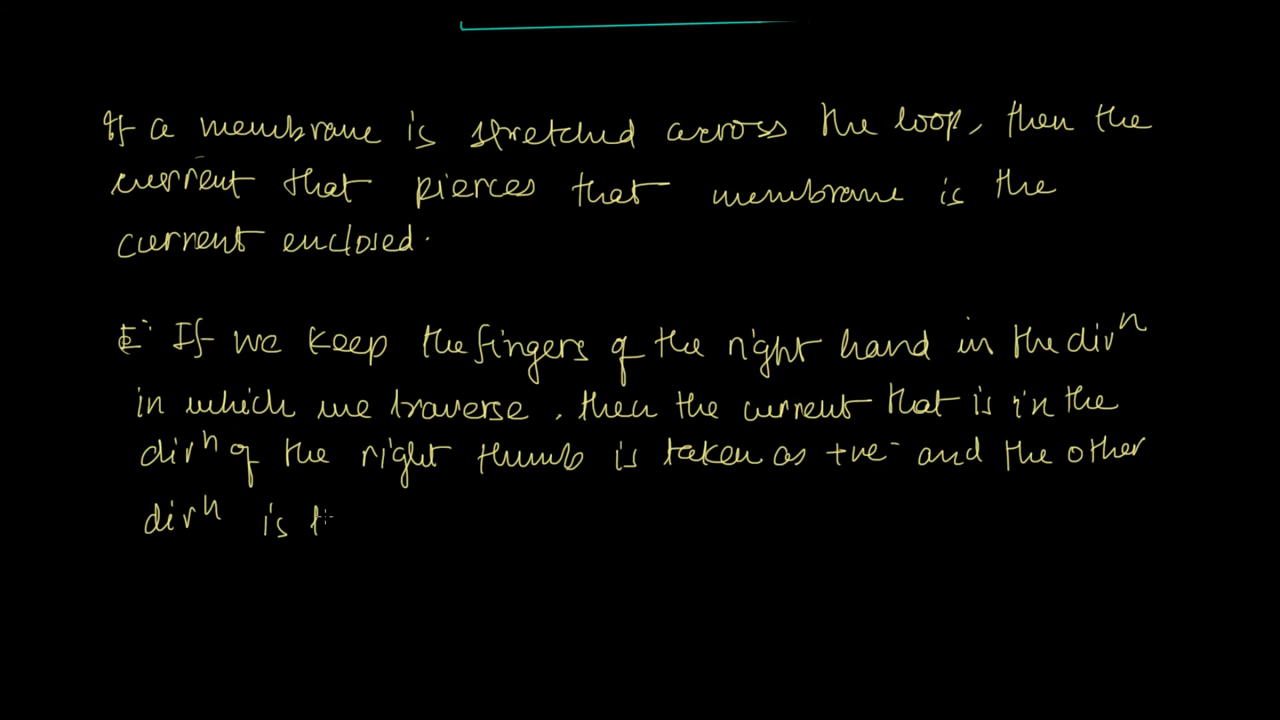 If a membrane is stretched across the loop, then the
current that pierces that membrane is the
current enclosed.
If we keep the fingers of the right hand in the dirⁿ
in which we traverse, then the current that is in the
dirⁿ of the right thumb is taken as +ve and the other
dirⁿ is t